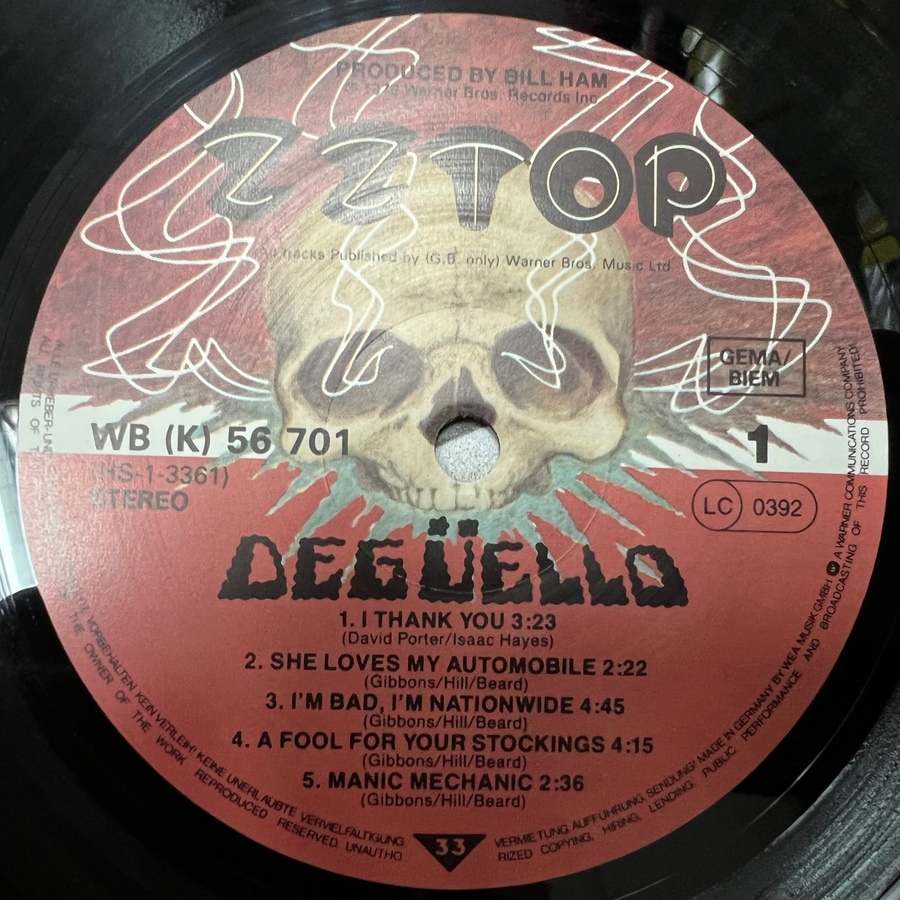 PRODUCED BY BILL HAM
℗ 1979 Warner Bros. Records Inc.
ZZ TOP
Tracks Published by (G.B. only) Warner Bros. Music Ltd
GEMA/
BIEM
WB (K) 56 701
(HS-1-3361)
STEREO
1
LC 0392
DEGÜELLO
1. I THANK YOU 3:23
(David Porter/Isaac Hayes)
2. SHE LOVES MY AUTOMOBILE 2:22
(Gibbons/Hill/Beard)
3. I'M BAD, I'M NATIONWIDE 4:45
(Gibbons/Hill/Beard)
4. A FOOL FOR YOUR STOCKINGS 4:15
(Gibbons/Hill/Beard)
5. MANIC MECHANIC 2:36
(Gibbons/Hill/Beard)
33
VORBEHALTEN KEIN VERLEIH! KEINE UNERLAUBTE VERVIELFÄLTIGUNG, VERMIETUNG, AUFFÜHRUNG, SENDUNG! MADE IN GERMANY BY WEA MUSIK GMBH A WARNER COMMUNICATIONS COMPANY
THE OWNER OF THE WORK REPRODUCED RESERVED. UNAUTHORIZED COPYING, HIRING, LENDING, PUBLIC PERFORMANCE AND BROADCASTING OF THIS RECORD PROHIBITED!